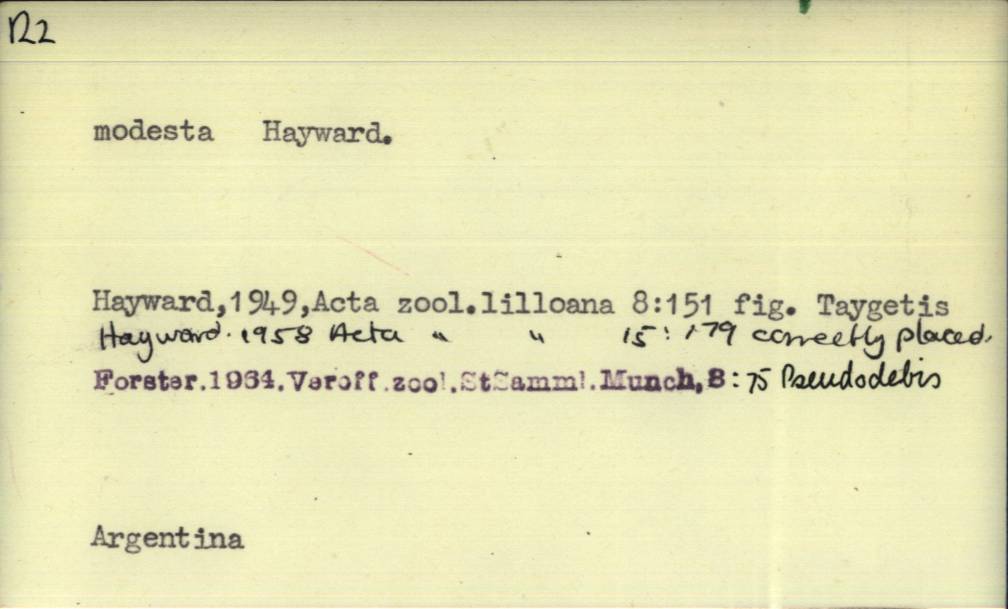 R2
modesta Hayward.
Hayward,1949,Acta zool.lilloana 8:151 fig. Taygetis
Hayward. 1958 Acta " " 15:179 correctly placed.
Forster.1964.Veroff.zool.StSamml.Munch,8:75 Pseudodebis
Argentina